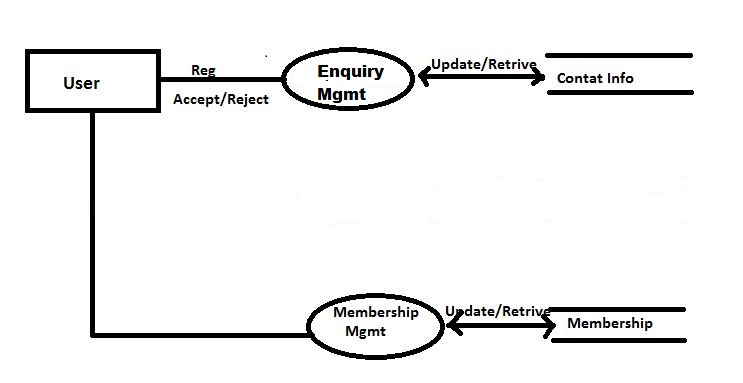 User
Reg
Accept/Reject
Enquiry
Mgmt
Update/Retrive
Contat Info
Membership
Mgmt
Update/Retrive
Membership